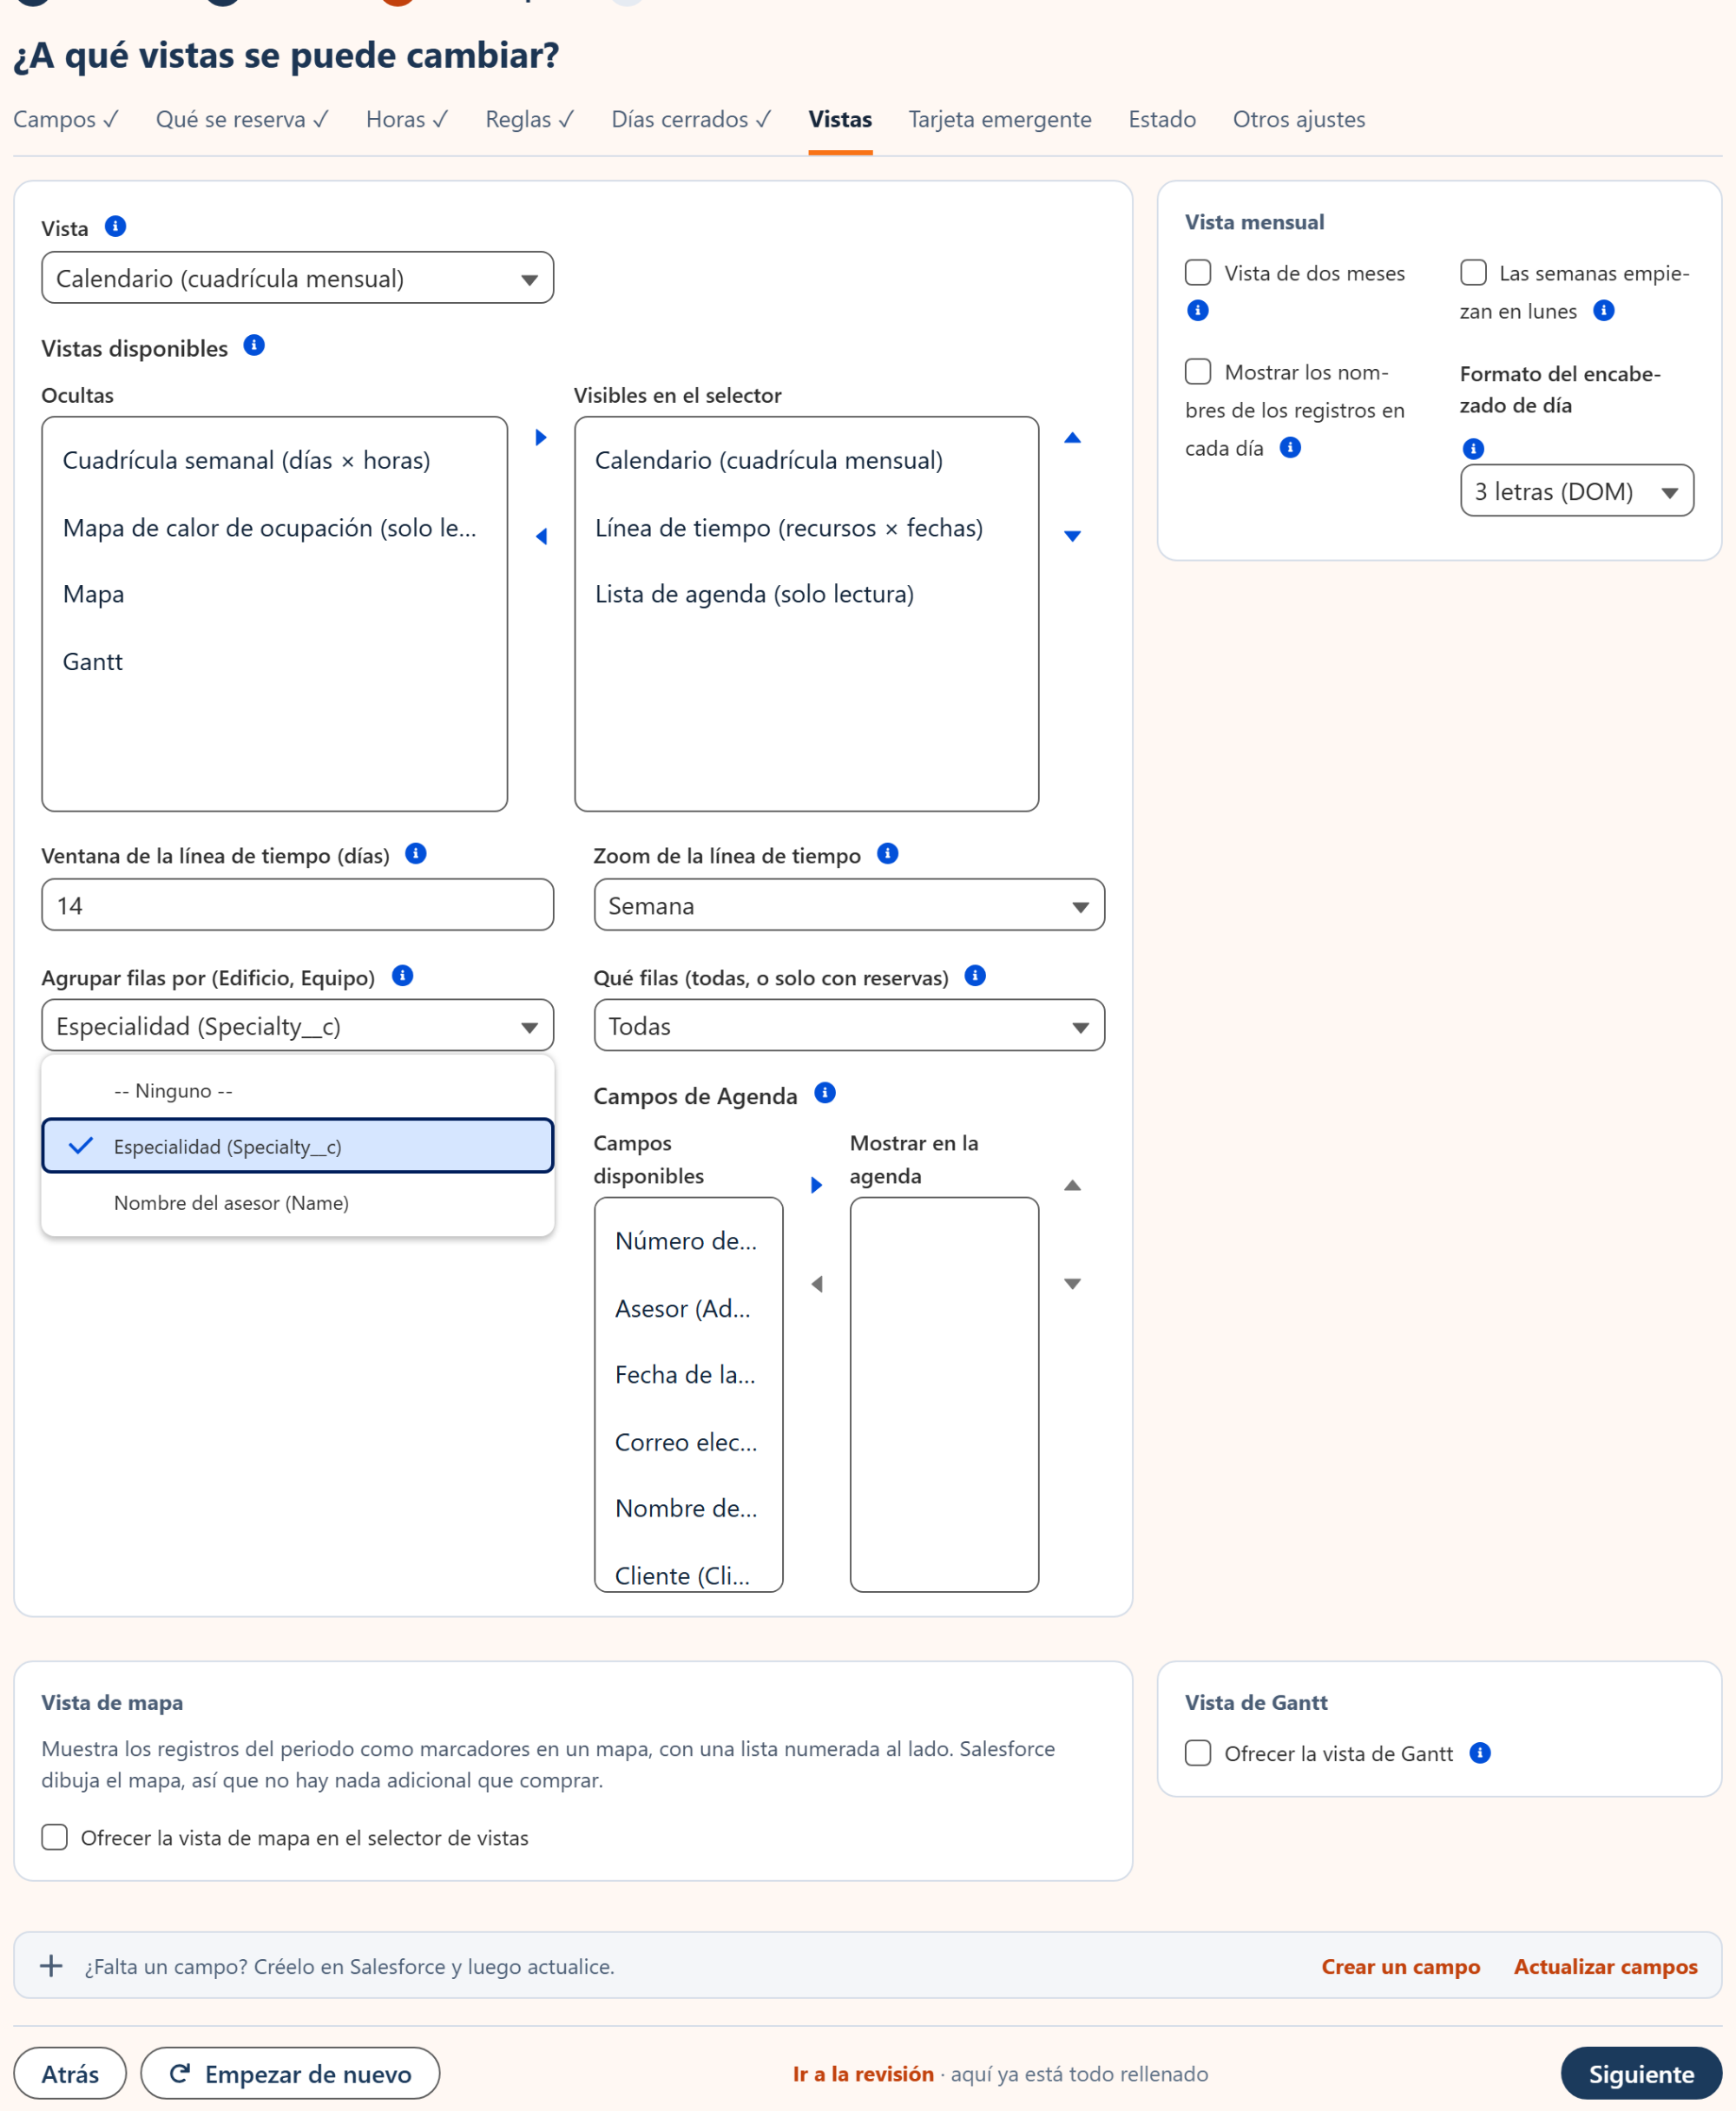 ¿A qué vistas se puede cambiar?
Campos ✓ Qué se reserva ✓ Horas ✓ Reglas ✓ Días cerrados ✓ Vistas Tarjeta emergente Estado Otros ajustes
Vista
Calendario (cuadrícula mensual)
Vistas disponibles
Ocultas
Cuadrícula semanal (días × horas)
Mapa de calor de ocupación (solo le...
Mapa
Gantt
Visibles en el selector
Calendario (cuadrícula mensual)
Línea de tiempo (recursos × fechas)
Lista de agenda (solo lectura)
Ventana de la línea de tiempo (días)
14
Zoom de la línea de tiempo
Semana
Agrupar filas por (Edificio, Equipo)
Especialidad (Specialty__c)
-- Ninguno --
Especialidad (Specialty__c)
Nombre del asesor (Name)
Qué filas (todas, o solo con reservas)
Todas
Campos de Agenda
Campos
disponibles
Número de...
Asesor (Ad...
Fecha de la...
Correo elec...
Nombre de...
Cliente (Cli...
Mostrar en la
agenda
Vista mensual
Vista de dos meses
Las semanas empie-
zan en lunes
Mostrar los nom-
bres de los registros en
cada día
Formato del encabe-
zado de día
3 letras (DOM)
Vista de mapa
Muestra los registros del periodo como marcadores en un mapa, con una lista numerada al lado. Salesforce
dibuja el mapa, así que no hay nada adicional que comprar.
Ofrecer la vista de mapa en el selector de vistas
Vista de Gantt
Ofrecer la vista de Gantt
¿Falta un campo? Créelo en Salesforce y luego actualice.
Crear un campo Actualizar campos
Atrás Empezar de nuevo Ir a la revisión · aquí ya está todo rellenado Siguiente